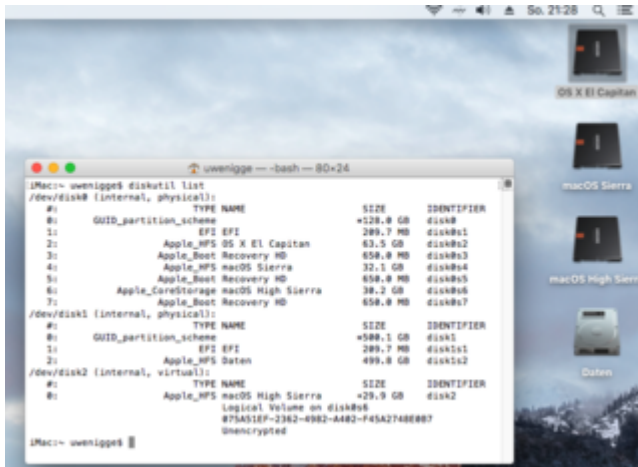 So. 21:28
OS X El Capitan
macOS Sierra
macOS High Sierr
Daten
uwenigge — -bash — 80×24
iMac:~ uwenigge$ diskutil list
/dev/disk0 (internal, physical):
#: TYPE NAME SIZE IDENTIFIER
0: GUID_partition_scheme *128.0 GB disk0
1: EFI EFI 209.7 MB disk0s1
2: Apple_HFS OS X El Capitan 63.5 GB disk0s2
3: Apple_Boot Recovery HD 650.0 MB disk0s3
4: Apple_HFS macOS Sierra 32.1 GB disk0s4
5: Apple_Boot Recovery HD 650.0 MB disk0s5
6: Apple_CoreStorage macOS High Sierra 30.2 GB disk0s6
7: Apple_Boot Recovery HD 650.0 MB disk0s7
/dev/disk1 (internal, physical):
#: TYPE NAME SIZE IDENTIFIER
0: GUID_partition_scheme *500.1 GB disk1
1: EFI EFI 209.7 MB disk1s1
2: Apple_HFS Daten 499.8 GB disk1s2
/dev/disk2 (internal, virtual):
#: TYPE NAME SIZE IDENTIFIER
0: Apple_HFS macOS High Sierra *29.9 GB disk2
Logical Volume on disk0s6
Unencrypted
iMac:~ uwenigge$